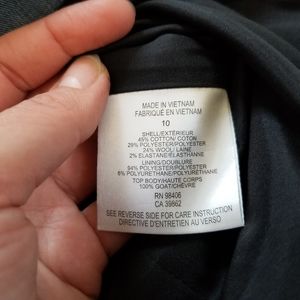 MADE IN VIETNAM
FABRIQUÉ EN VIETNAM
10
SHELL/EXTÉRIEUR
45% COTTON/ COTON
29% POLYESTER/POLYESTER
24% WOOL/ LAINE
2% ELASTANE/ÉLASTHANNE
LINING/DOUBLURE
94% POLYESTER/POLYESTER
6% POLYURETHANE/POLYURETHANE
TOP BODY/HAUTE CORPS
100% GOAT/CHÈVRE
RN 98406
CA 39862
SEE REVERSE SIDE FOR CARE INSTRUCTION
DIRECTIVE D'ENTRETIEN AU VERSO